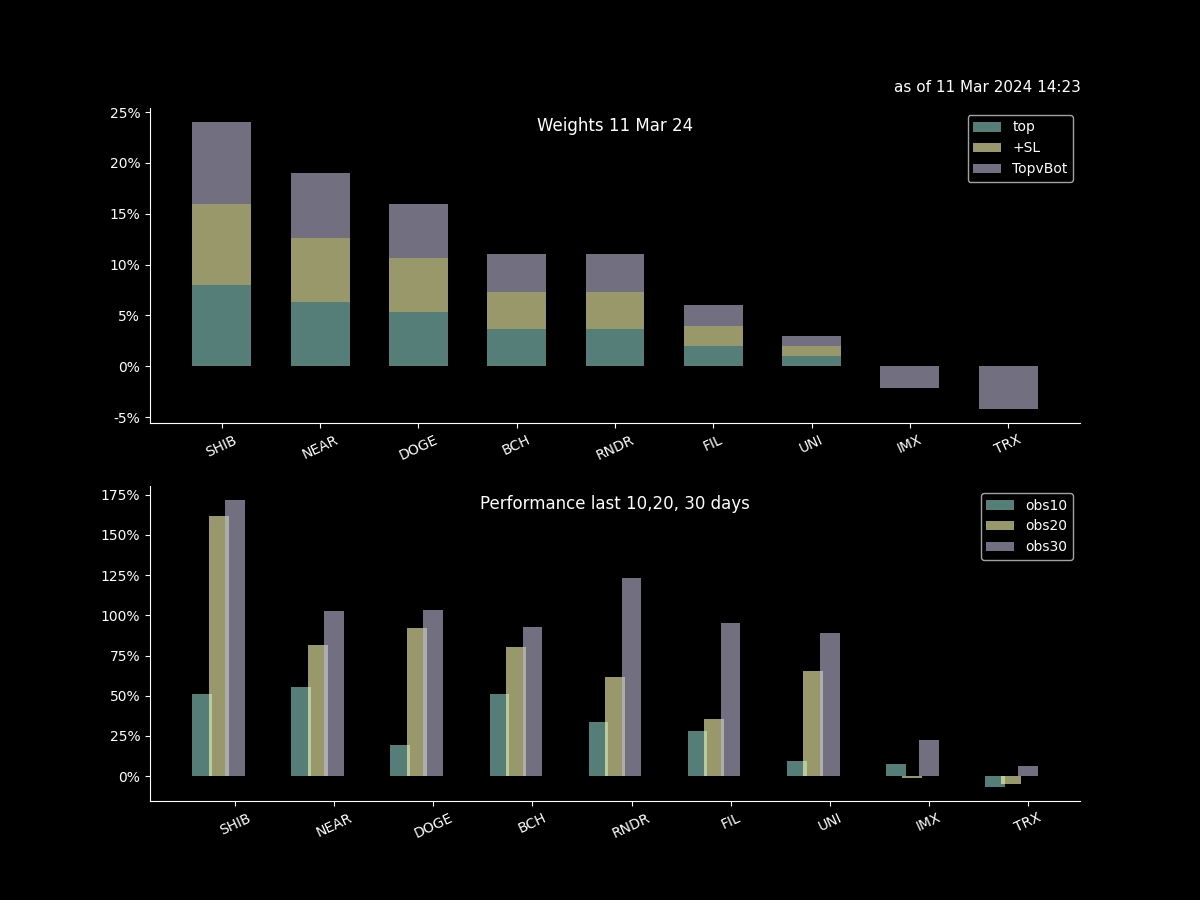 as of 11 Mar 2024 14:23
Weights 11 Mar 24
top
+SL
TopvBot
25%
20%
15%
10%
5%
0%
-5%
SHIB NEAR DOGE BCH RNDR FIL UNI IMX TRX
Performance last 10,20, 30 days
obs10
obs20
obs30
175%
150%
125%
100%
75%
50%
25%
0%
SHIB NEAR DOGE BCH RNDR FIL UNI IMX TRX